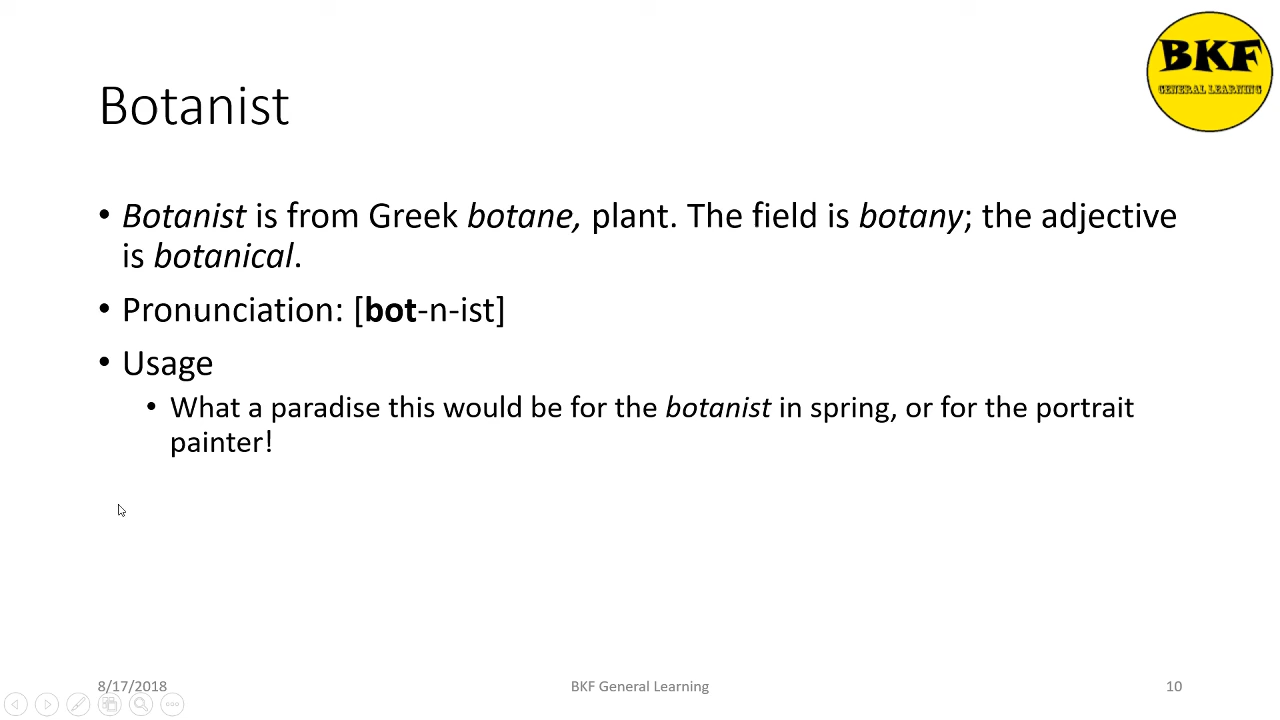 BKF
GENERAL LEARNING
Botanist
• Botanist is from Greek botane, plant. The field is botany; the adjective
is botanical.
• Pronunciation: [bot-n-ist]
• Usage
• What a paradise this would be for the botanist in spring, or for the portrait
painter!
8/17/2018
BKF General Learning
10